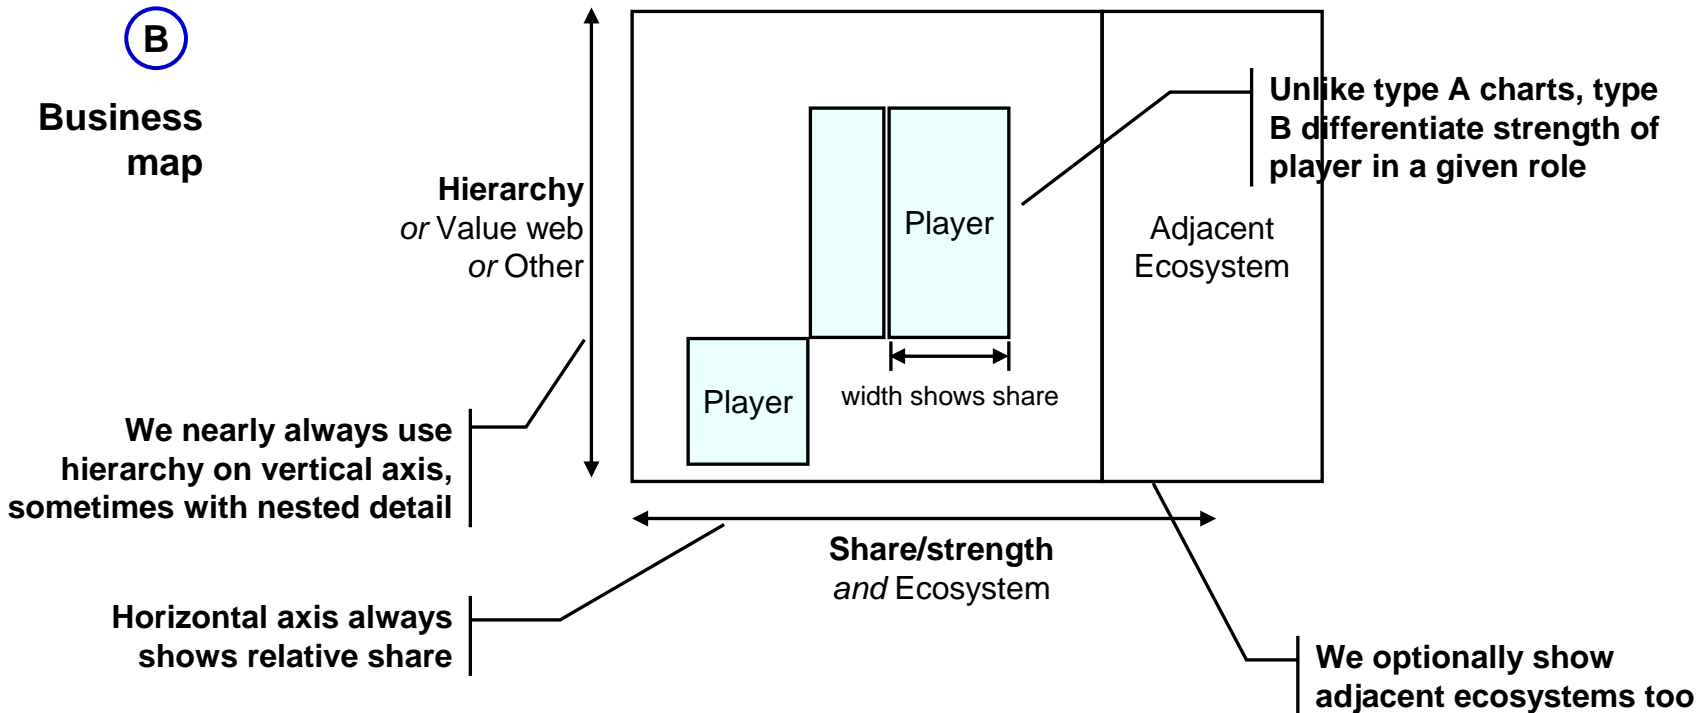 B
Business
map
Hierarchy
or Value web
or Other
Player
Player
width shows share
Adjacent
Ecosystem
Unlike type A charts, type
B differentiate strength of
player in a given role
We nearly always use
hierarchy on vertical axis,
sometimes with nested detail
Share/strength
and Ecosystem
Horizontal axis always
shows relative share
We optionally show
adjacent ecosystems too